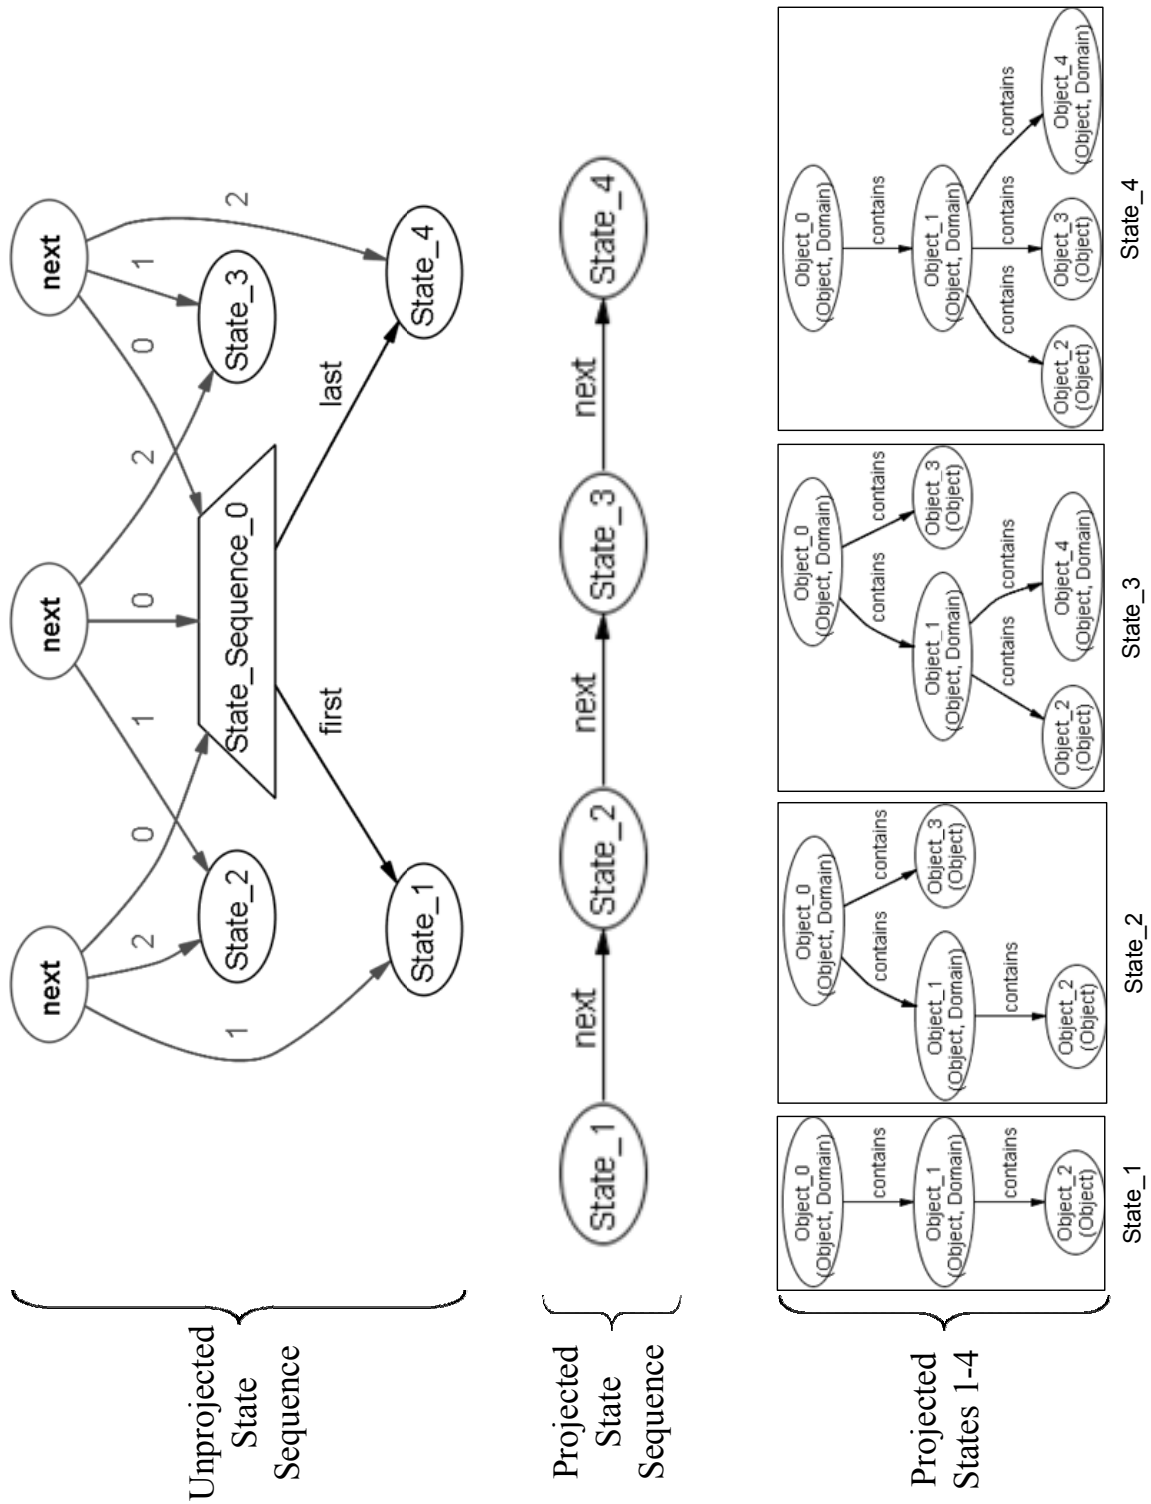 Unprojected
State
Sequence
next
next
next
1
2
0
1
0
2
0
1
2
State_2
State_Sequence_0
State_3
first
last
State_1
State_4
Projected
State
Sequence
State_1
next
State_2
next
State_3
next
State_4
Projected
States 1-4
Object_0
(Object, Domain)
contains
Object_1
(Object, Domain)
contains
Object_2
(Object)
State_1
Object_0
(Object, Domain)
contains
contains
Object_1
(Object, Domain)
Object_3
(Object)
contains
Object_2
(Object)
State_2
Object_0
(Object, Domain)
contains
contains
Object_1
(Object, Domain)
Object_3
(Object)
contains
contains
Object_2
(Object)
Object_4
(Object, Domain)
State_3
Object_0
(Object, Domain)
contains
Object_1
(Object, Domain)
contains
contains
contains
Object_2
(Object)
Object_3
(Object)
Object_4
(Object, Domain)
State_4